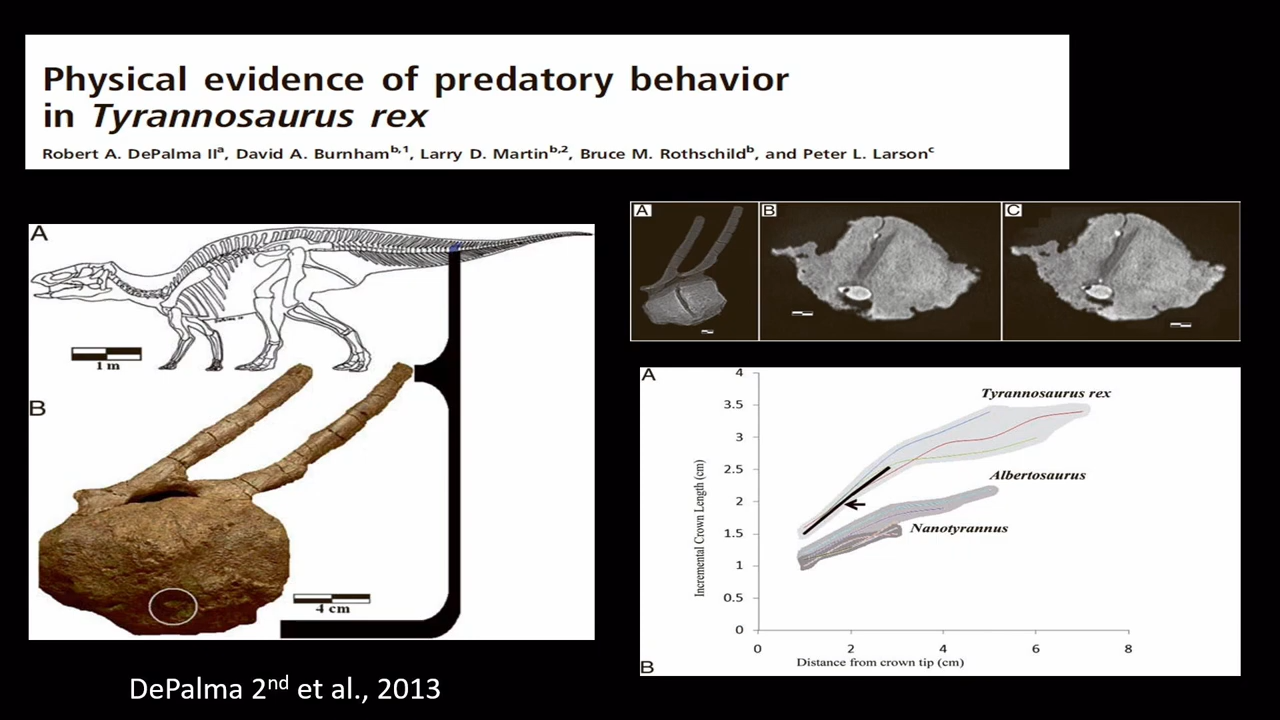 Physical evidence of predatory behavior
in Tyrannosaurus rex
Robert A. DePalma IIa, David A. Burnhamb,1, Larry D. Martinb,2, Bruce M. Rothschildb, and Peter L. Larsonc
A
1 m
B
4 cm
DePalma 2nd et al., 2013
A
B
C
A
4
3.5
3
2.5
2
1.5
1
0.5
0
Incremental Crown Length (cm)
Tyrannosaurus rex
Albertosaurus
Nanotyrannus
0 2 4 6 8
Distance from crown tip (cm)
B